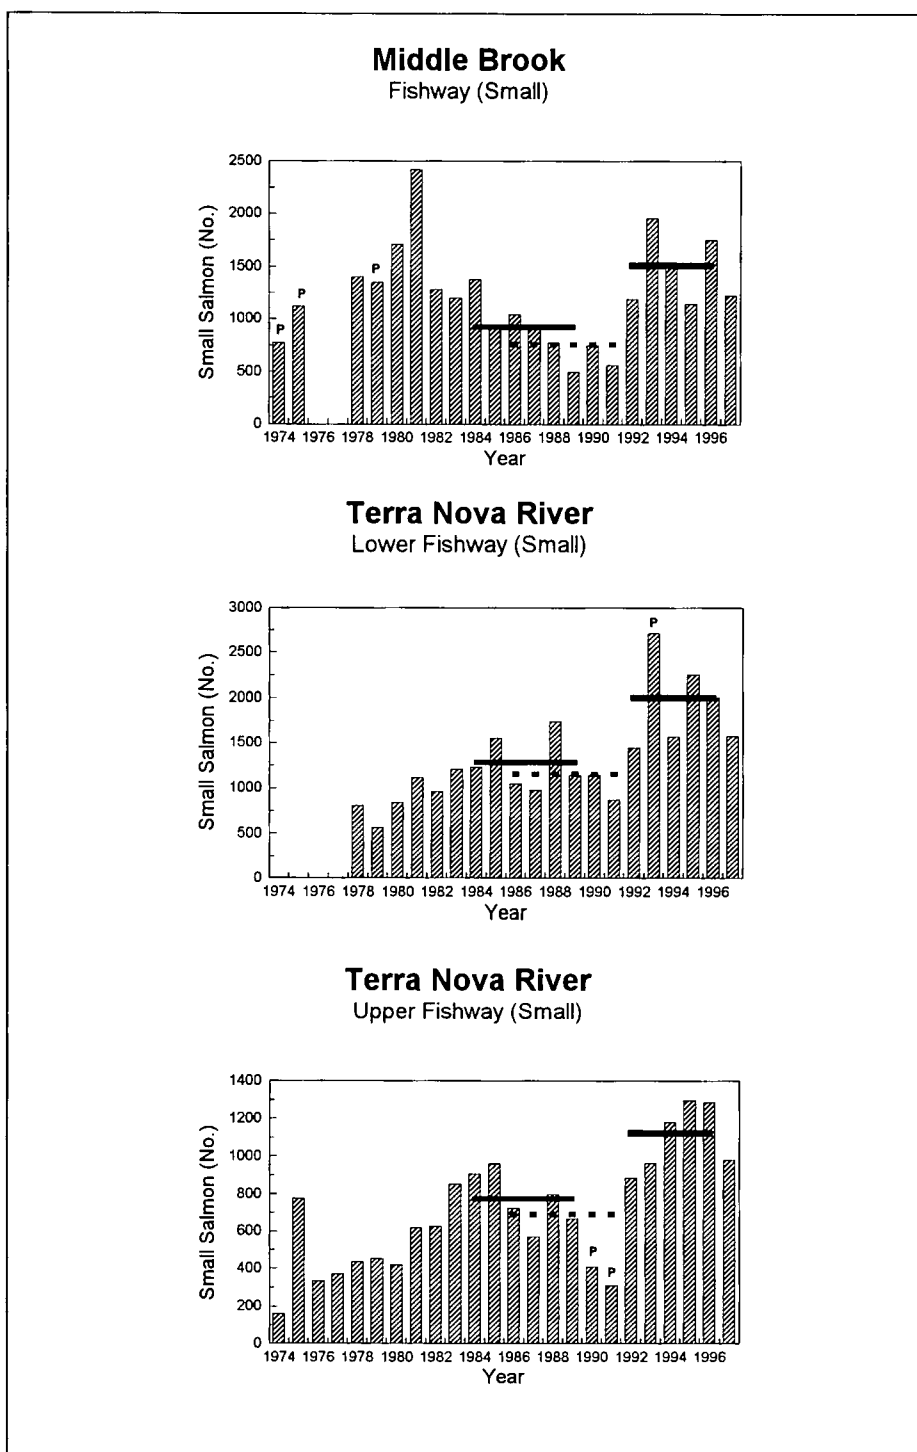 Middle Brook
Fishway (Small)
Small Salmon (No.)
2500
2000
1500
1000
500
0
P
P
P
1974 1976 1978 1980 1982 1984 1986 1988 1990 1992 1994 1996
Year
Terra Nova River
Lower Fishway (Small)
Small Salmon (No.)
3000
2500
2000
1500
1000
500
0
P
1974 1976 1978 1980 1982 1984 1986 1988 1990 1992 1994 1996
Year
Terra Nova River
Upper Fishway (Small)
Small Salmon (No.)
1400
1200
1000
800
600
400
200
0
P
P
1974 1976 1978 1980 1982 1984 1986 1988 1990 1992 1994 1996
Year